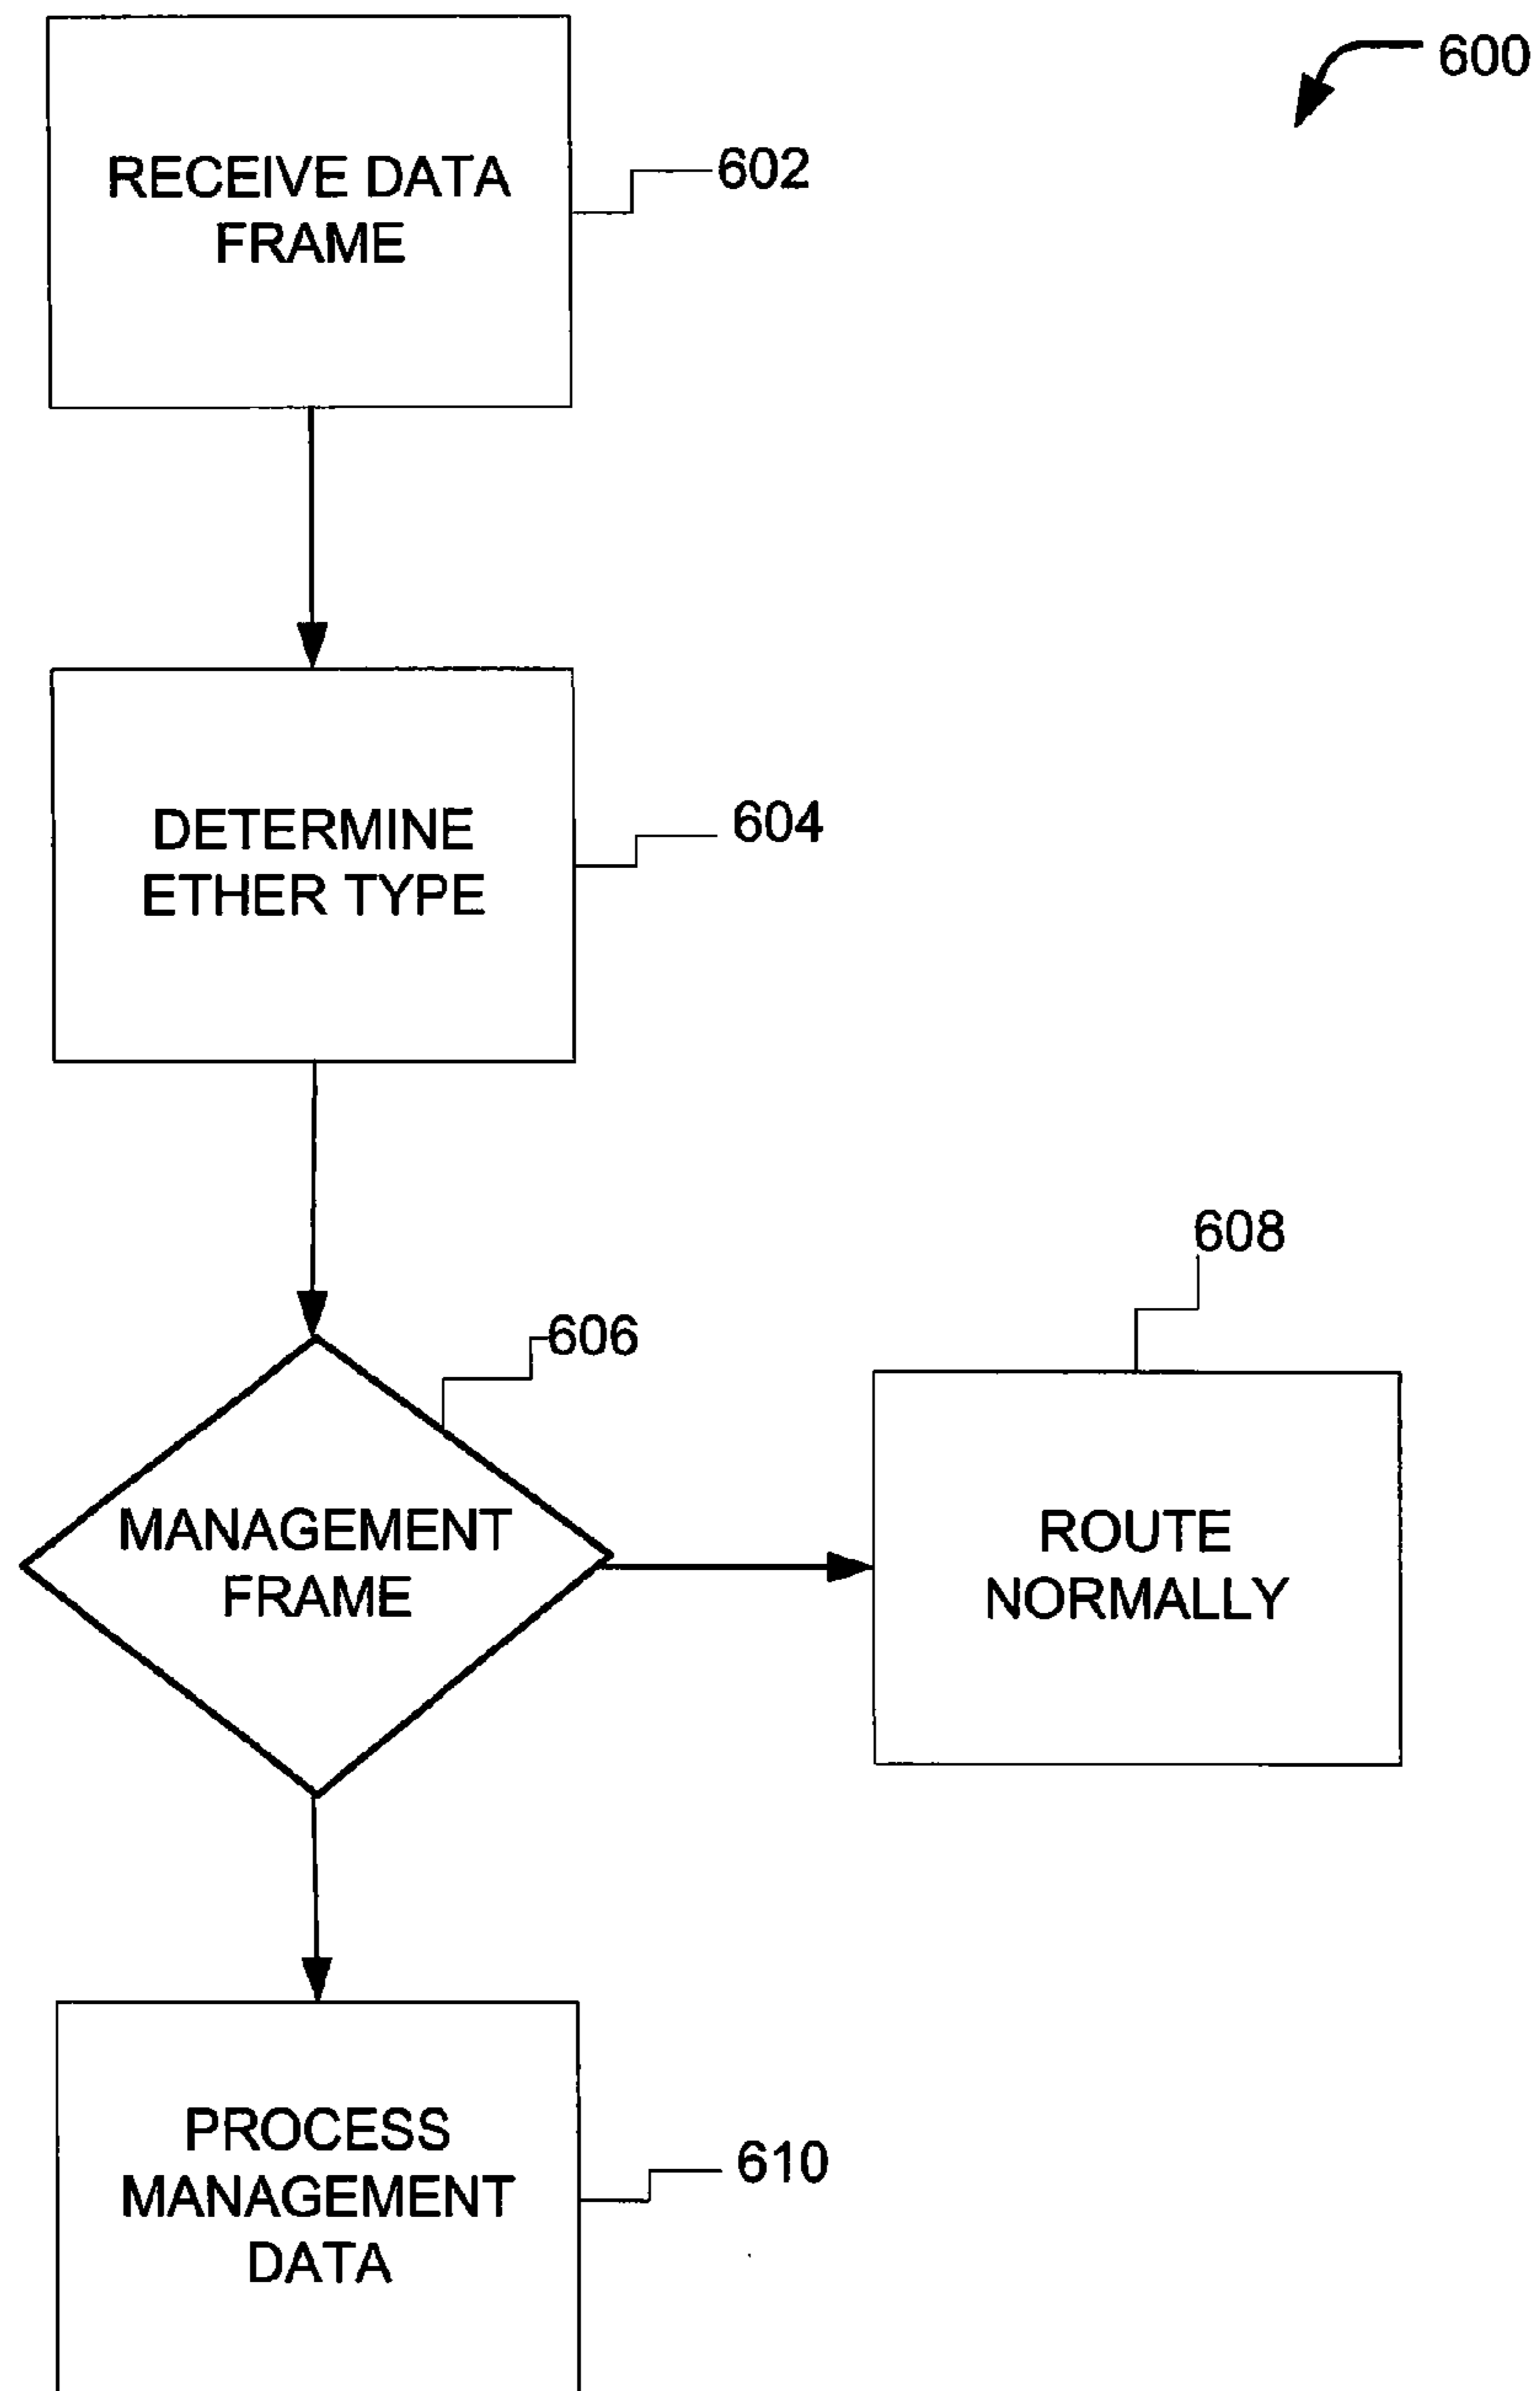 600
RECEIVE DATA
FRAME
602
DETERMINE
ETHER TYPE
604
606
608
MANAGEMENT
FRAME
ROUTE
NORMALLY
PROCESS
MANAGEMENT
DATA
610